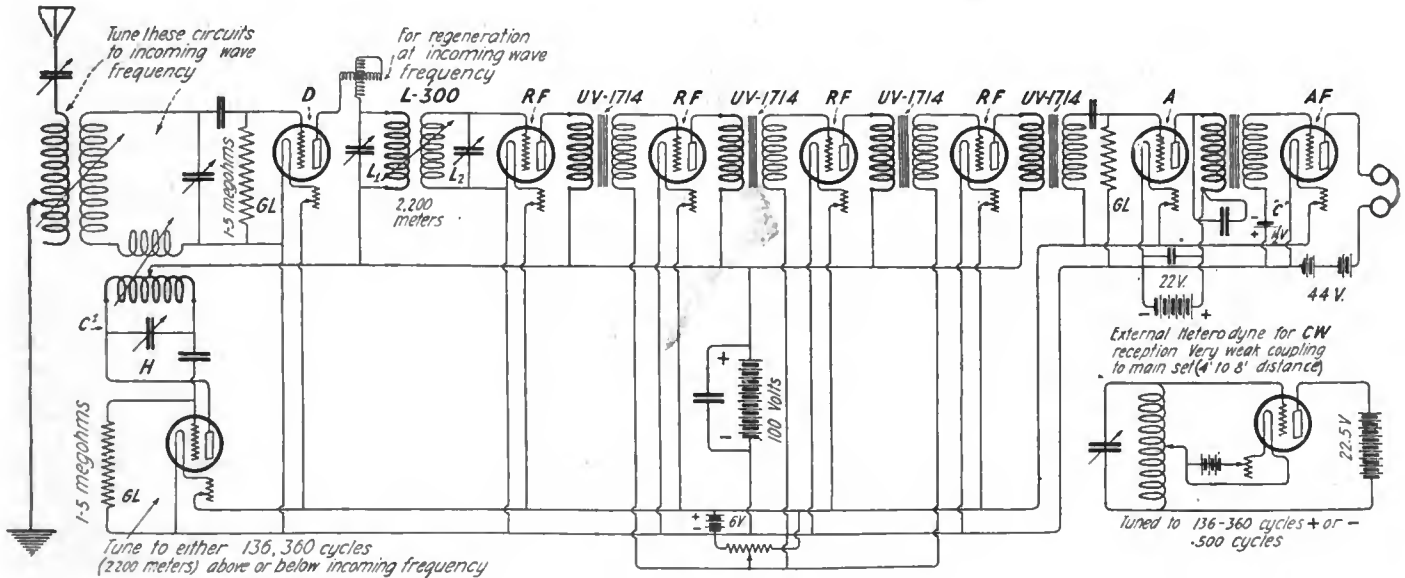 Tune these circuits
to incoming wave
frequency
For regeneration
at incoming wave
frequency
D
L-300
RF
UV-1714
RF
UV-1714
RF
UV-1714
RF
UV-1714
A
AF
1-5 megohms
GL
L1
L2
2,200
meters
GL
"C"
- +
1½V
22V.
- +
44V.
C1
H
+
-
100 Volts
1-5 megohms
GL
+
-
6V
Tune to either 136,360 cycles
(2200 meters) above or below incoming frequency
External Heterodyne for CW
reception Very weak coupling
to main set (4' to 8' distance)
22.5V.
Tuned to 136-360 cycles + or -
.500 cycles